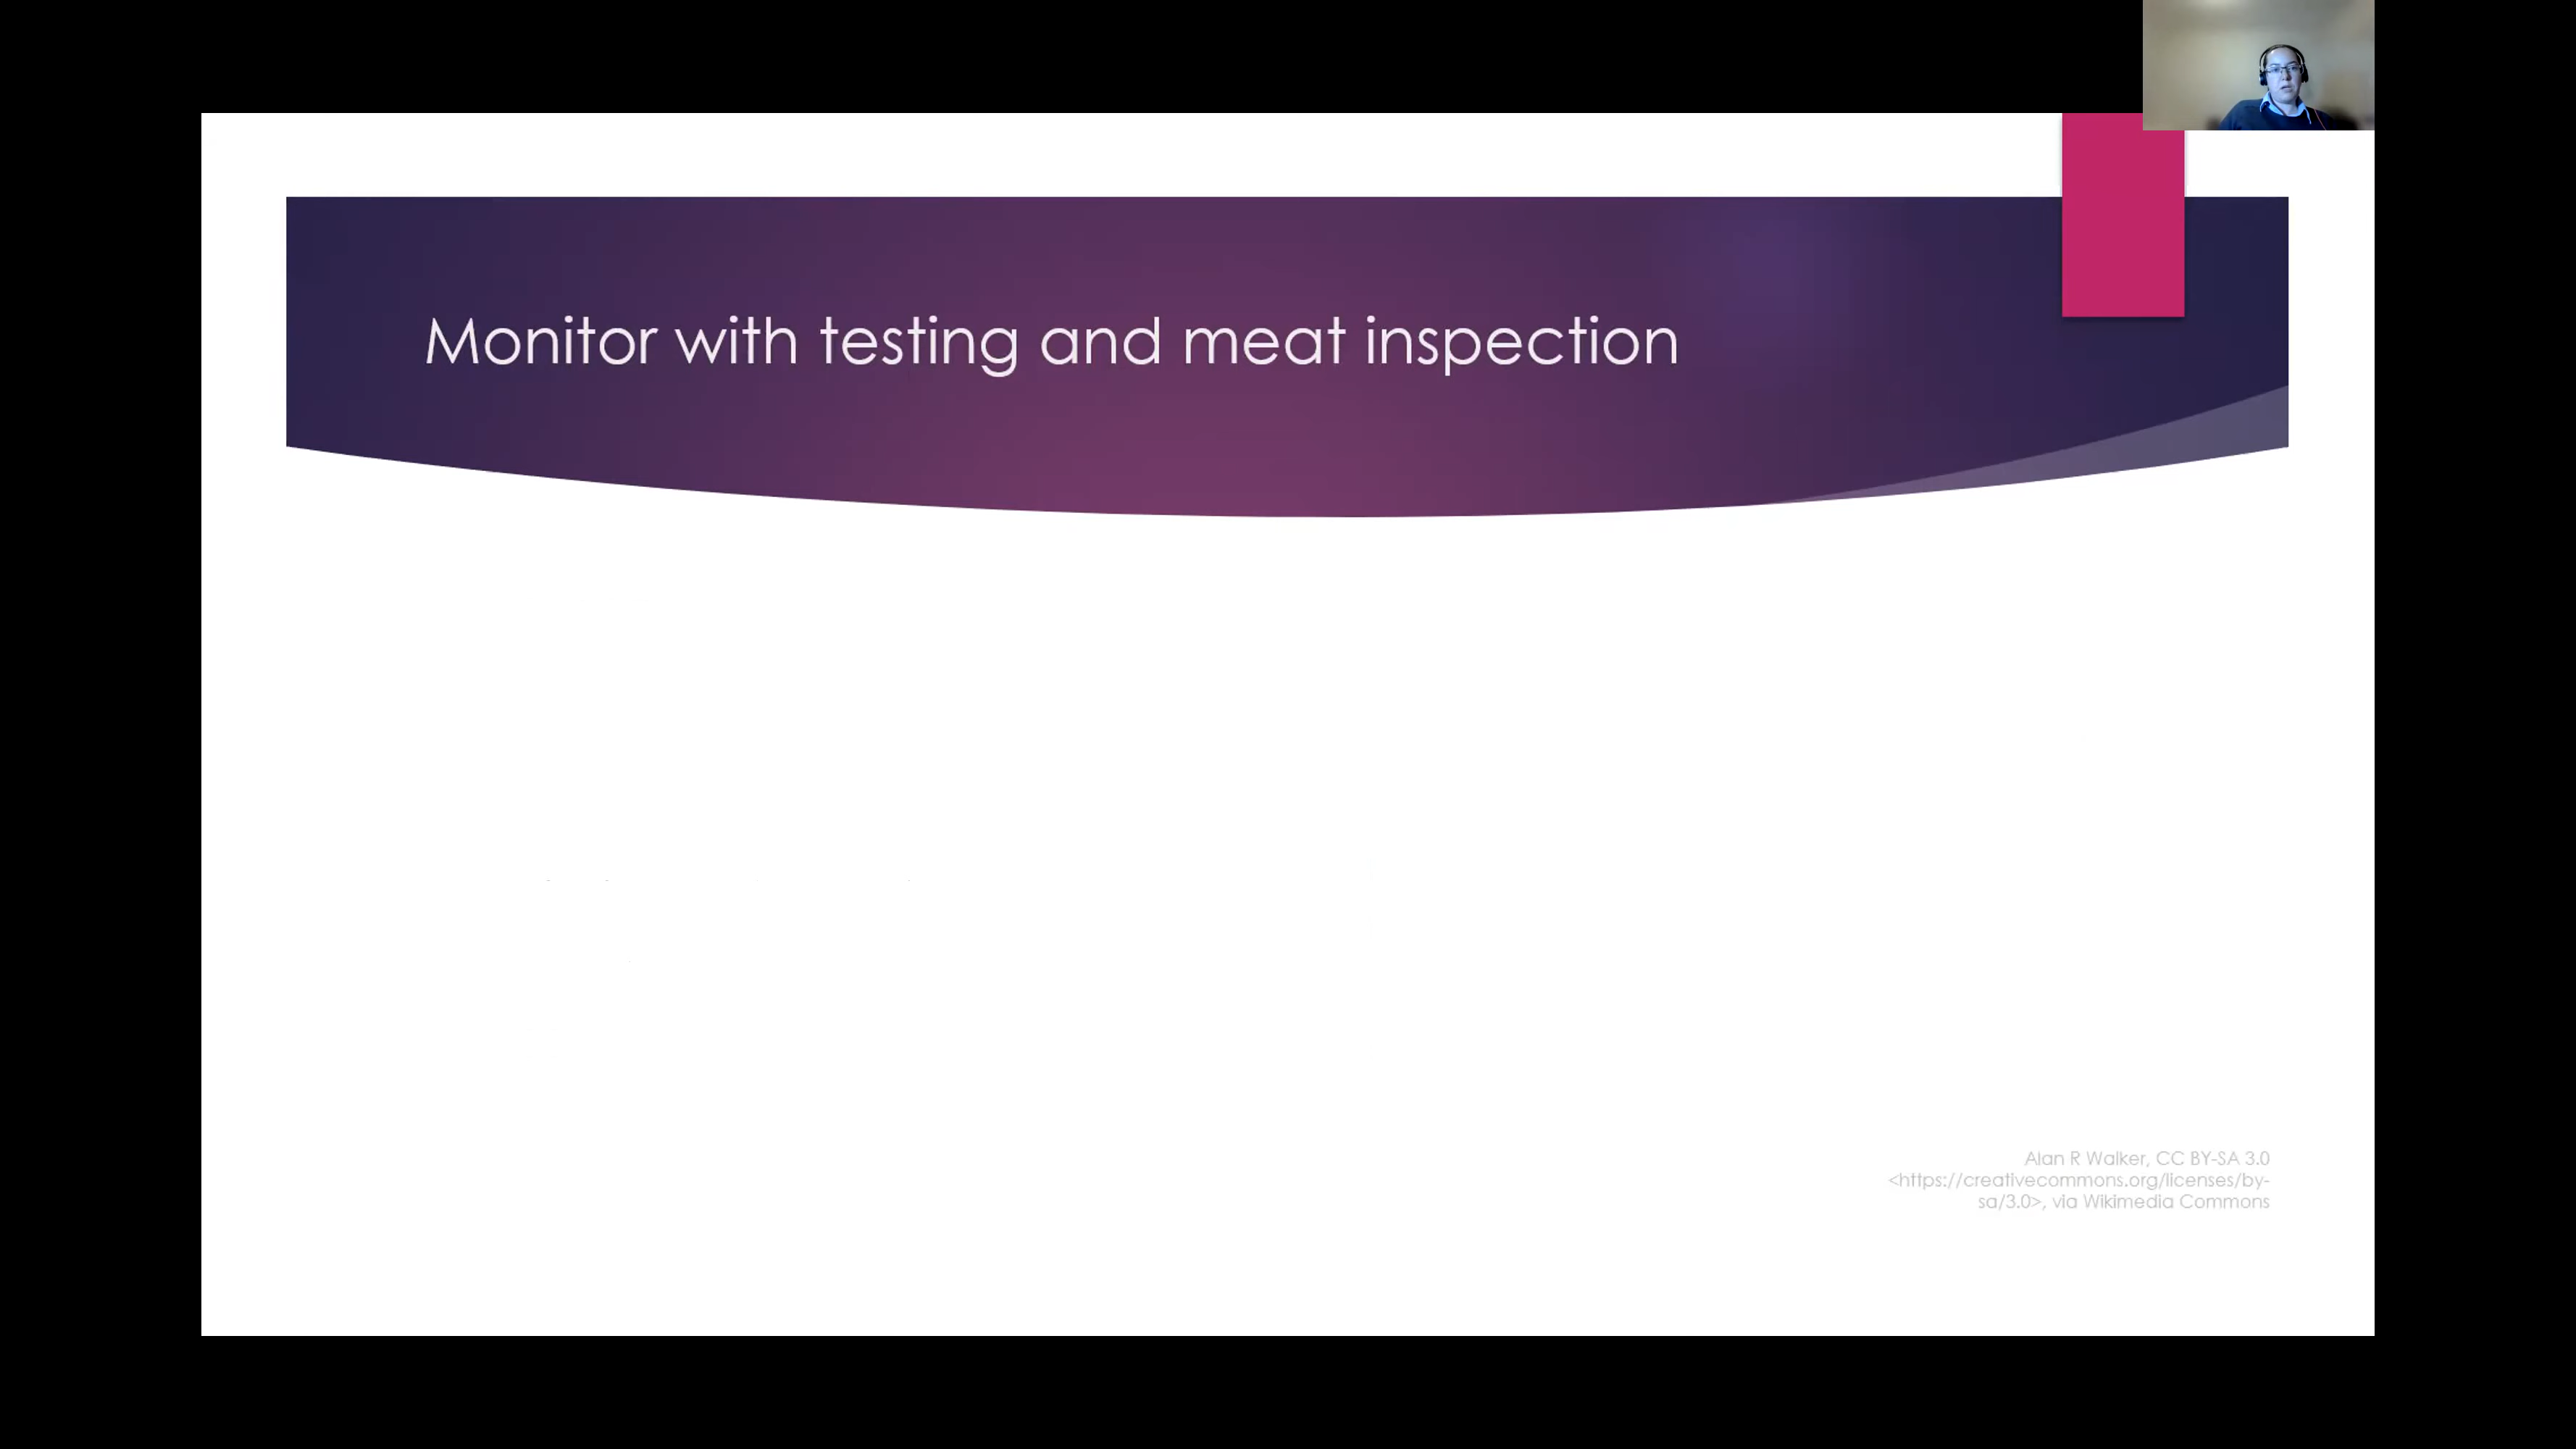 Monitor with testing and meat inspection
Alan R Walker, CC BY-SA 3.0
<https://creativecommons.org/licenses/by-
sa/3.0>, via Wikimedia Commons